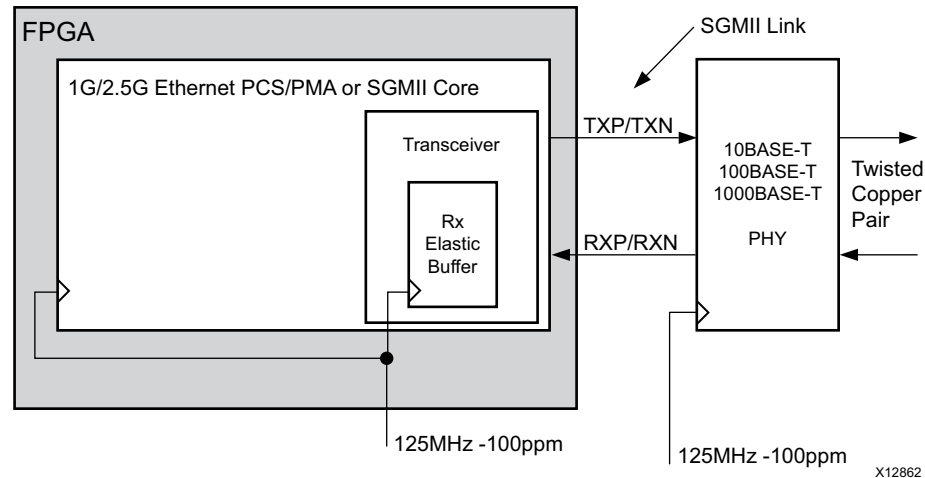 FPGA
SGMII Link
1G/2.5G Ethernet PCS/PMA or SGMII Core
Transceiver
Rx
Elastic
Buffer
TXP/TXN
RXP/RXN
10BASE-T
100BASE-T
1000BASE-T
PHY
Twisted
Copper
Pair
125MHz -100ppm
125MHz -100ppm
X12862